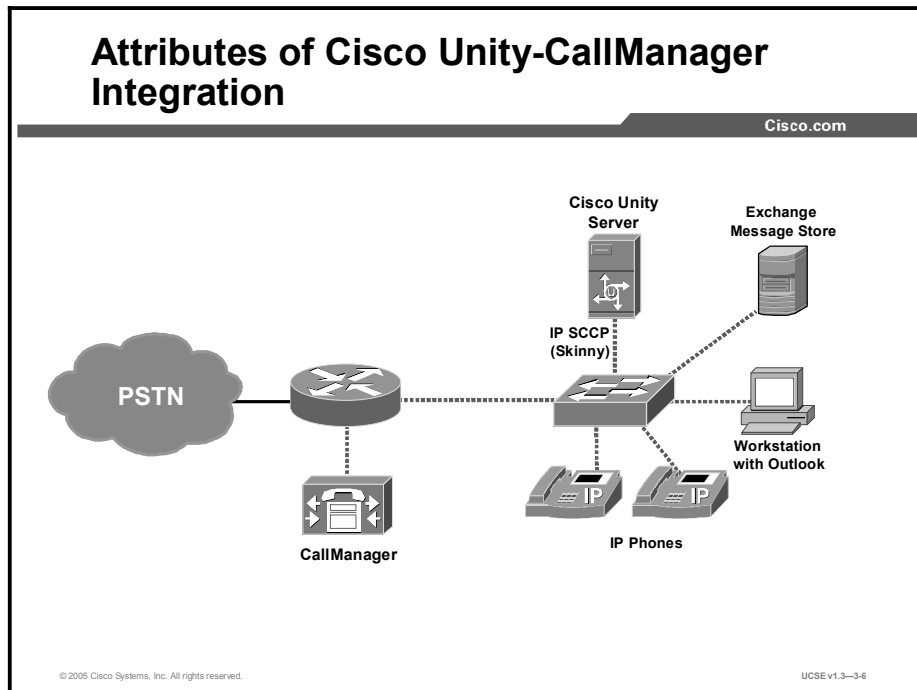 Attributes of Cisco Unity-CallManager
Integration
Cisco.com
Cisco Unity
Server
Exchange
Message Store
IP SCCP
(Skinny)
PSTN
U
Workstation
with Outlook
IP
IP
CallManager
IP Phones
© 2005 Cisco Systems, Inc. All rights reserved.
UCSE v1.3—3-6